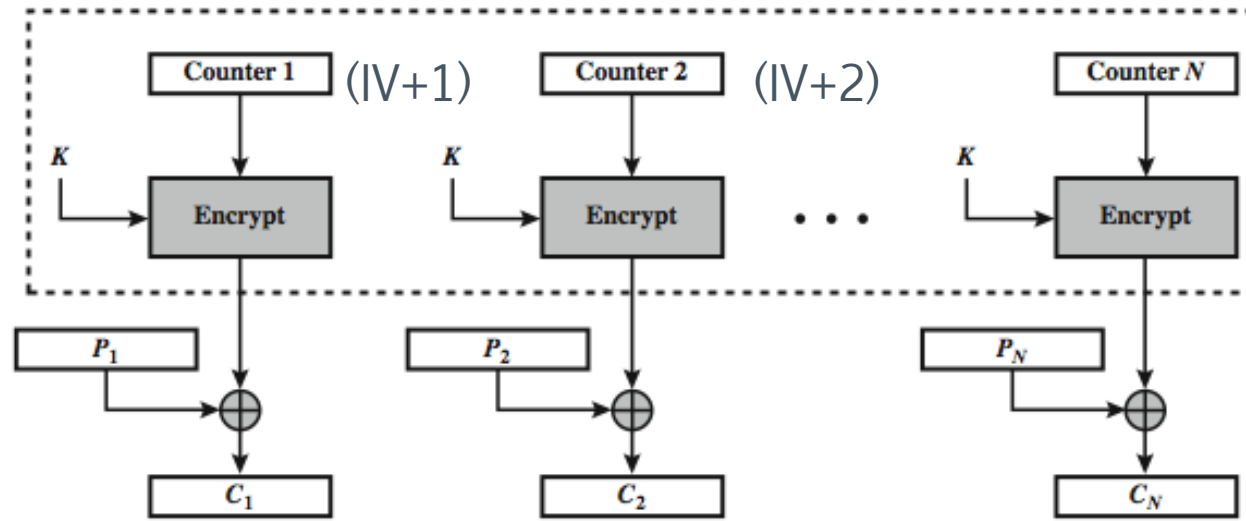 Counter 1 (IV+1) Counter 2 (IV+2) Counter N
K K K
Encrypt Encrypt • • • Encrypt
P1 P2 PN
C1 C2 CN